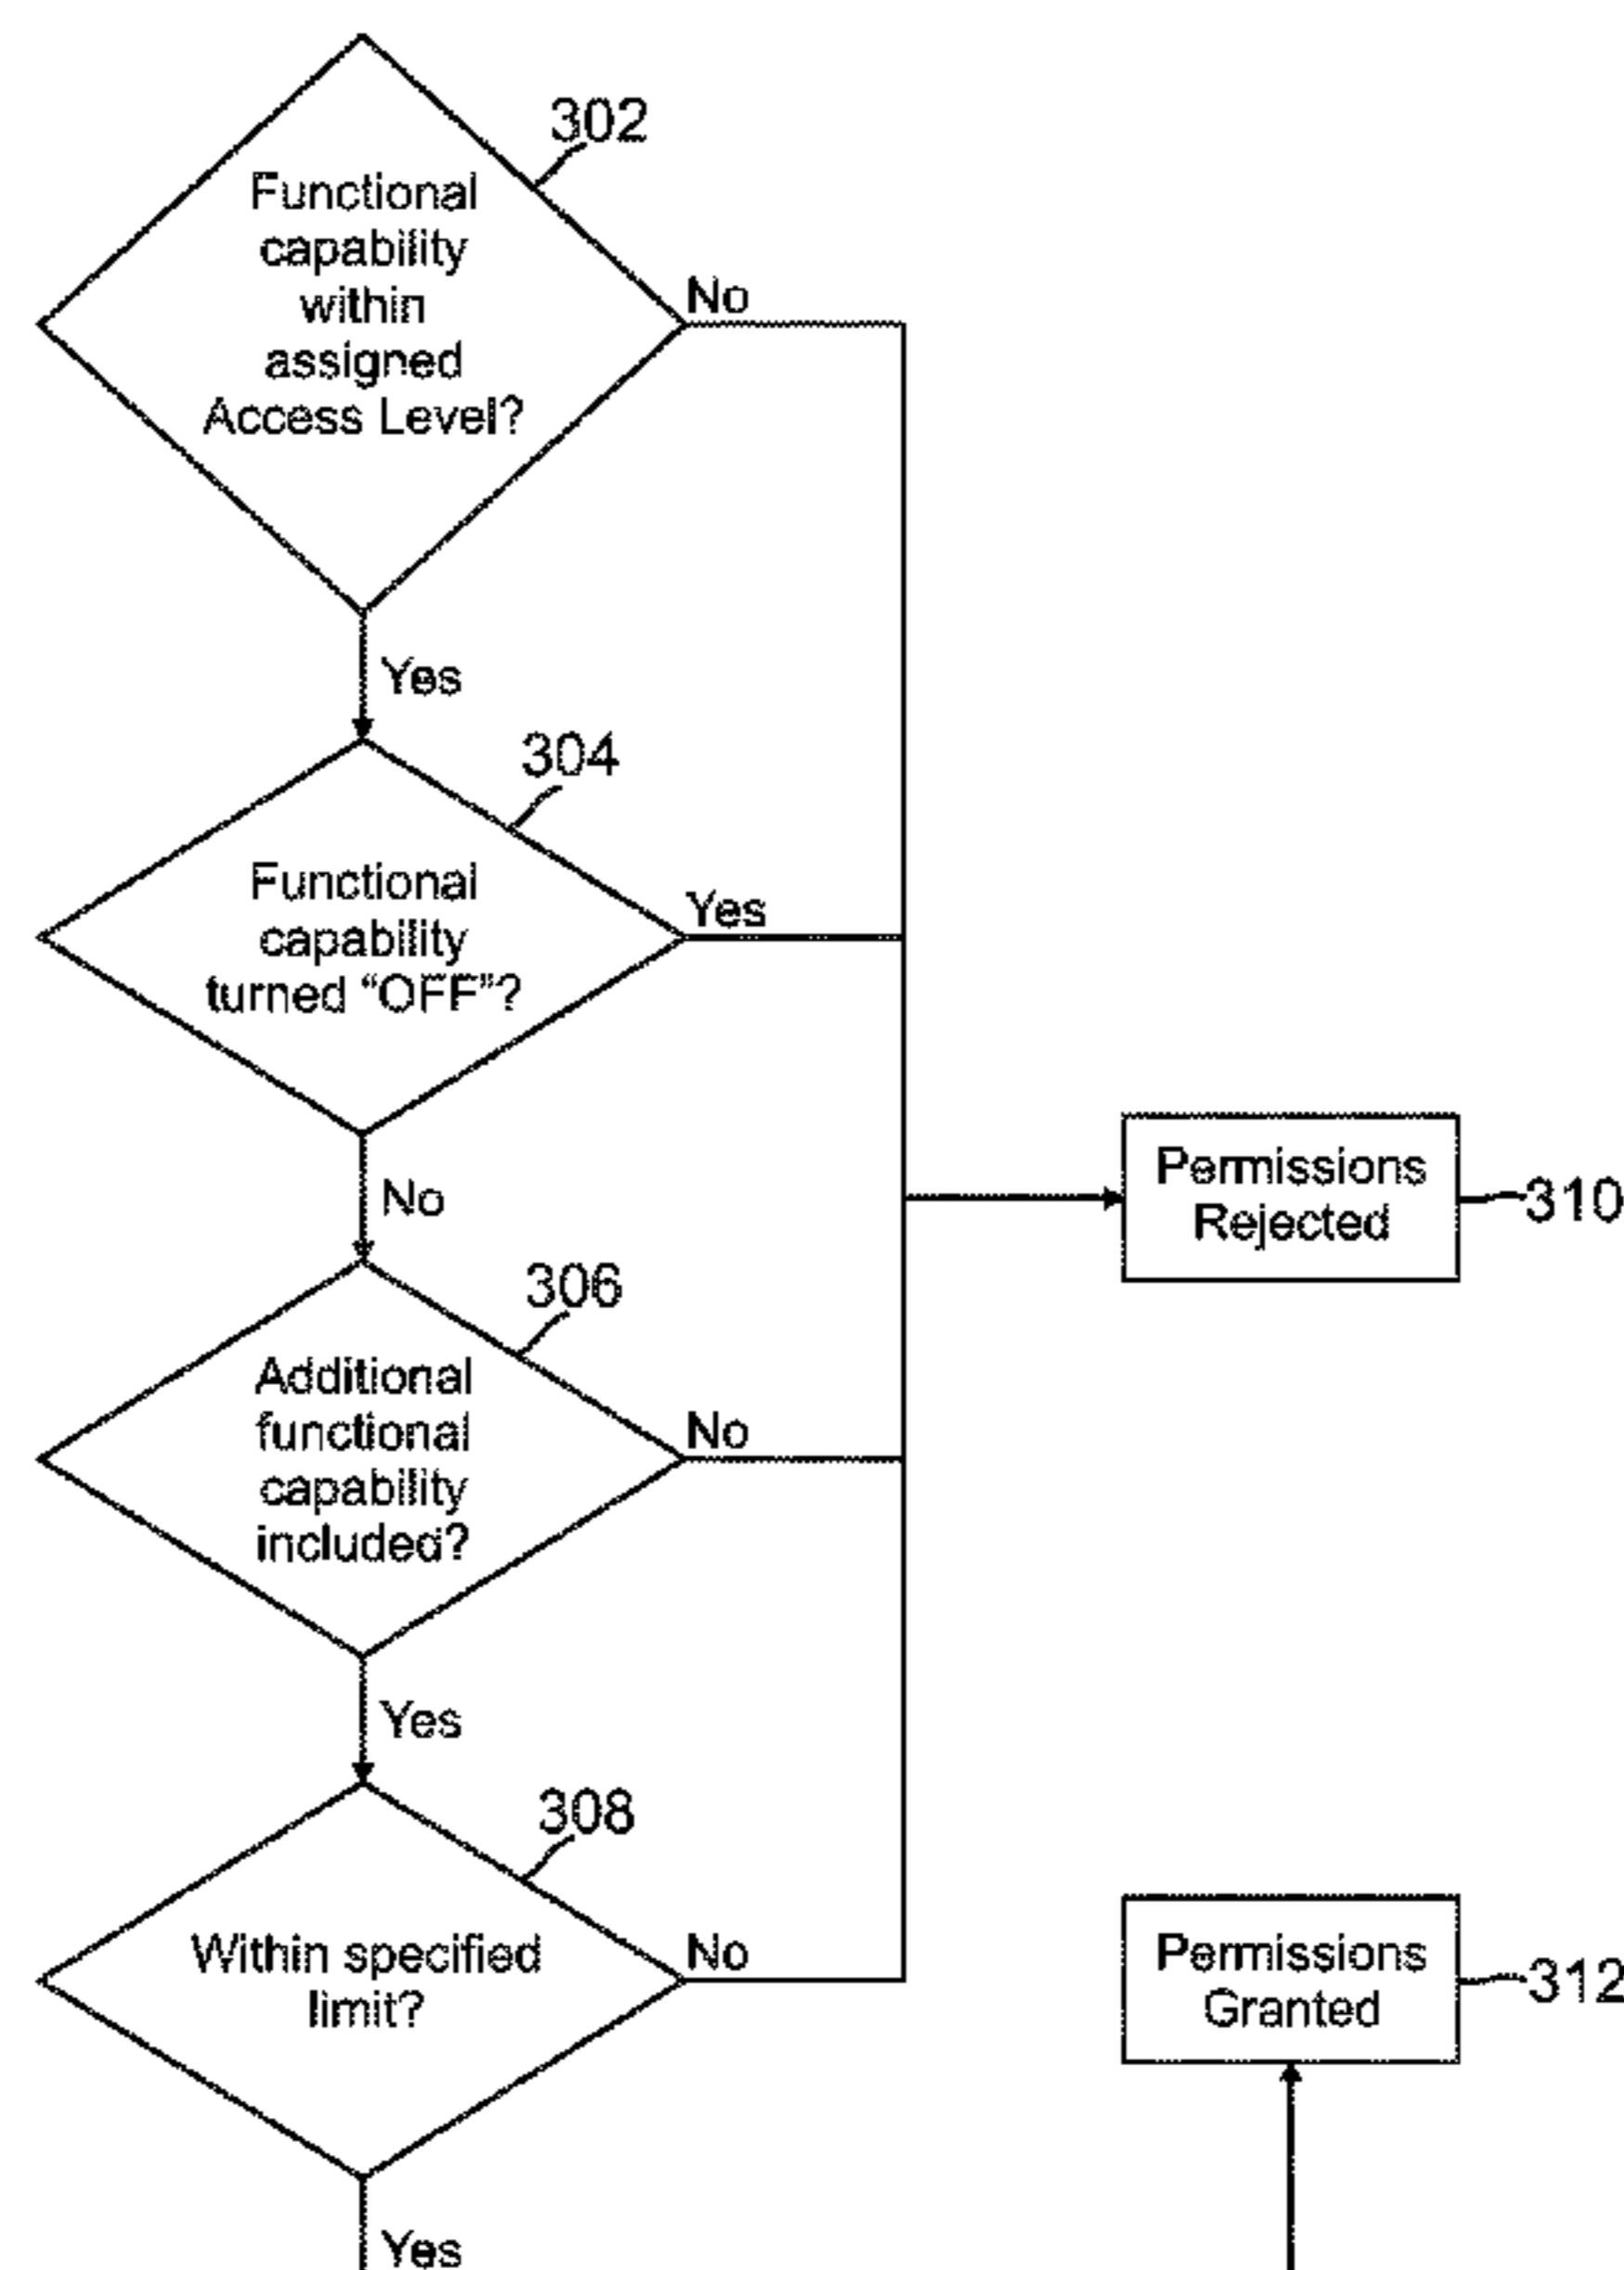 302
Functional
capability
within
assigned
Access Level?
No
Yes
304
Functional
capability
turned “OFF”?
Yes
No
Permissions
Rejected
310
306
Additional
functional
capability
included?
No
Yes
308
Within specified
limit?
No
Permissions
Granted
312
Yes